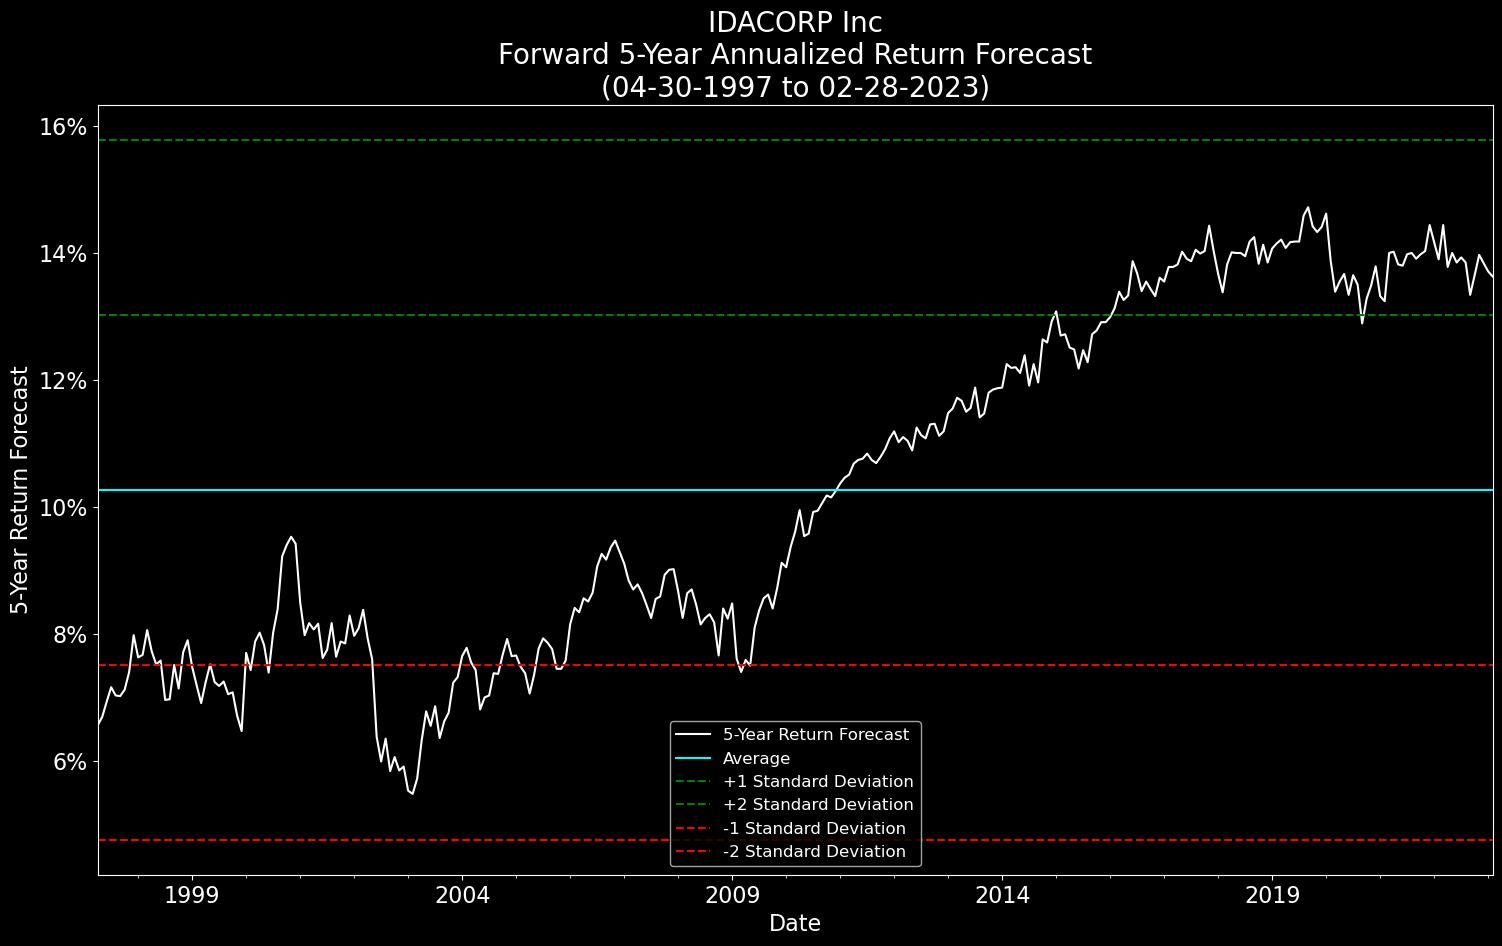 IDACORP Inc
Forward 5-Year Annualized Return Forecast
(04-30-1997 to 02-28-2023)
5-Year Return Forecast
16%
14%
12%
10%
8%
6%
5-Year Return Forecast
Average
+1 Standard Deviation
+2 Standard Deviation
-1 Standard Deviation
-2 Standard Deviation
1999
2004
2009
2014
2019
Date